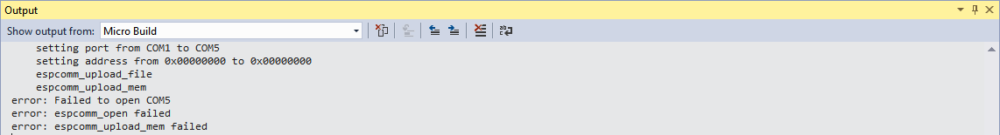 Output
Show output from: Micro Build
setting port from COM1 to COM5
setting address from 0x00000000 to 0x00000000
espcomm_upload_file
espcomm_upload_mem
error: Failed to open COM5
error: espcomm_open failed
error: espcomm_upload_mem failed